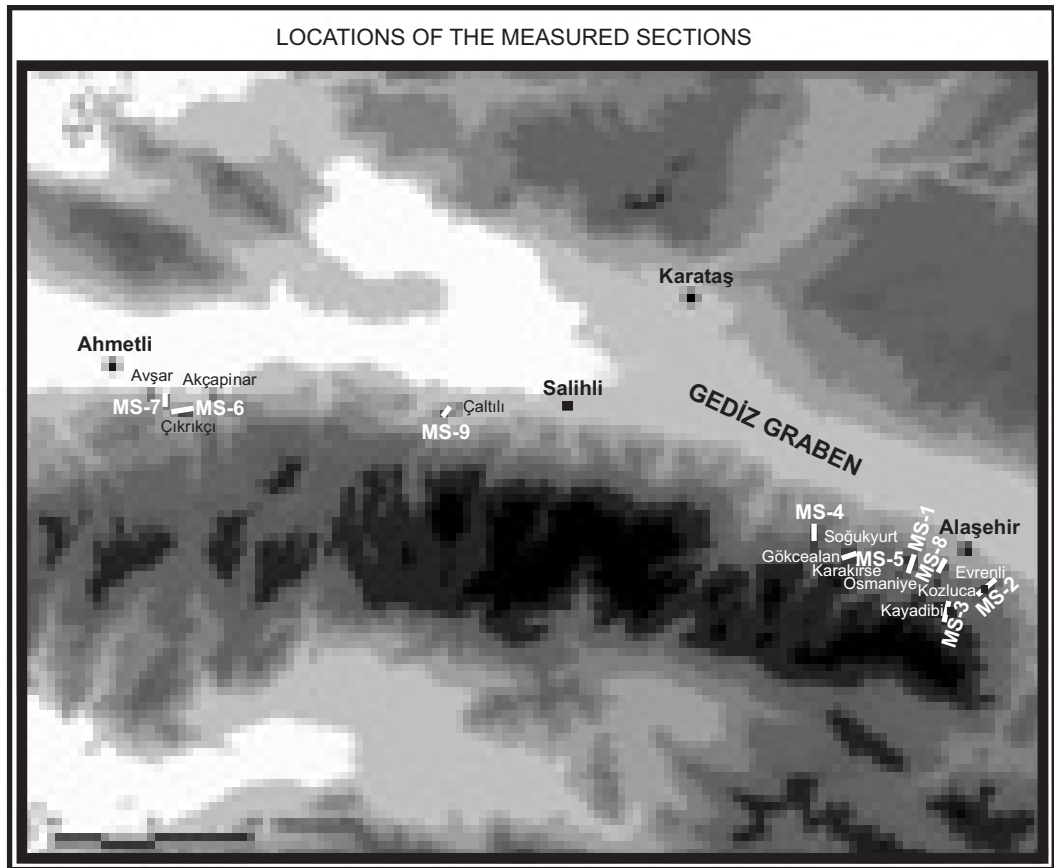 LOCATIONS OF THE MEASURED SECTIONS
Karataş
Ahmetli
Avşar
Akçapinar
MS-7
MS-6
Çıkrıkçı
Salihli
Çaltılı
MS-9
GEDİZ GRABEN
MS-4
Soğukyurt
MS-1
Alaşehir
Gökcealan
MS-5
MS-8
Karakirse
Osmaniye
Evrenli
Kozluca
MS-2
Kayadibi
MS-3